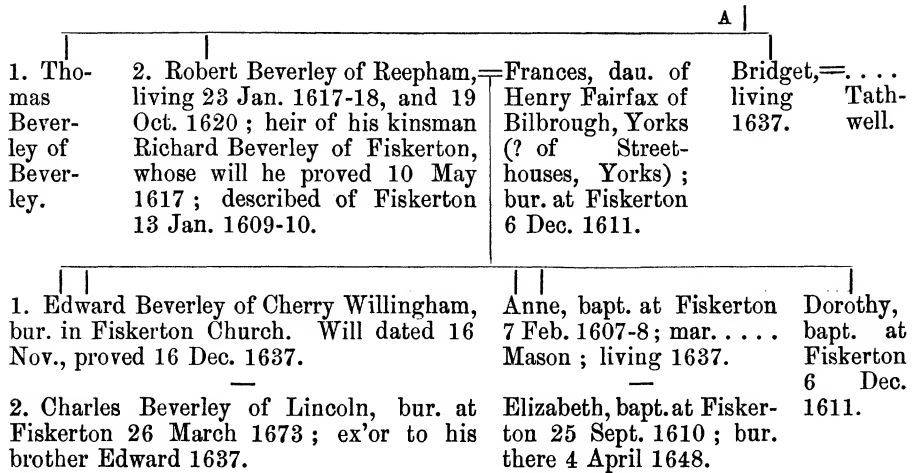 A
1. Tho-
mas
Bever-
ley of
Bever-
ley.
2. Robert Beverley of Reepham,
living 23 Jan. 1617-18, and 19
Oct. 1620 ; heir of his kinsman
Richard Beverley of Fiskerton,
whose will he proved 10 May
1617 ; described of Fiskerton
13 Jan. 1609-10.
=Frances, dau. of
Henry Fairfax of
Bilbrough, Yorks
(? of Street-
houses, Yorks) ;
bur. at Fiskerton
6 Dec. 1611.
Bridget,
living
1637.
=....
Tath-
well.
1. Edward Beverley of Cherry Willingham,
bur. in Fiskerton Church. Will dated 16
Nov., proved 16 Dec. 1637.
—
2. Charles Beverley of Lincoln, bur. at
Fiskerton 26 March 1673 ; ex'or to his
brother Edward 1637.
Anne, bapt. at Fiskerton
7 Feb. 1607-8 ; mar. . . . . .
Mason ; living 1637.
—
Elizabeth, bapt. at Fisker-
ton 25 Sept. 1610 ; bur.
there 4 April 1648.
Dorothy,
bapt. at
Fiskerton
6 Dec.
1611.